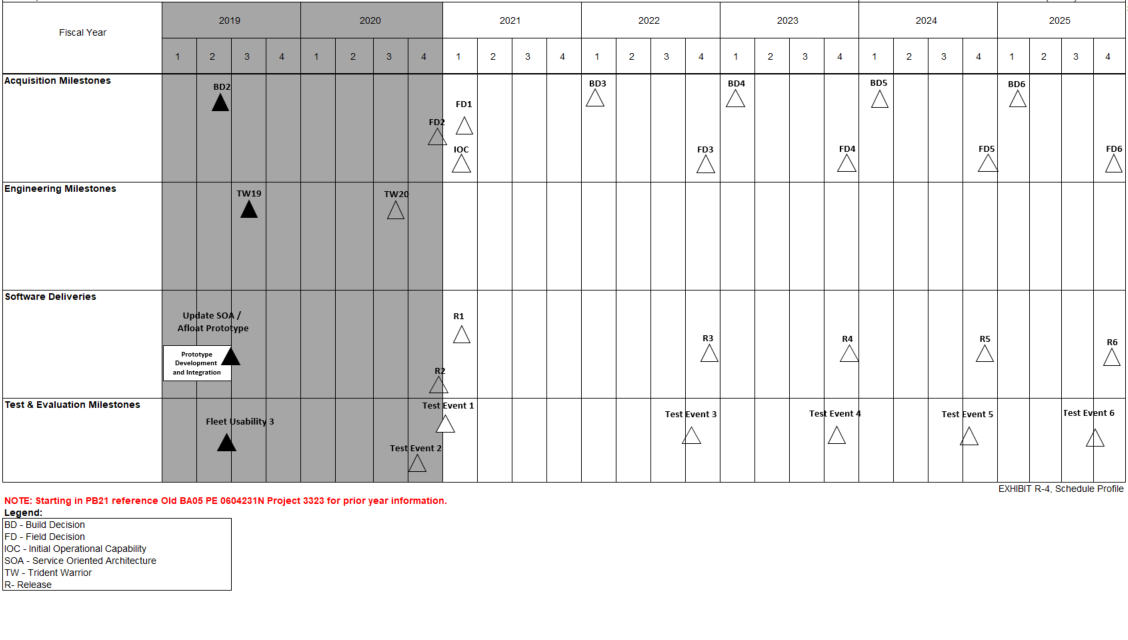 Fiscal Year
2019 2020 2021 2022 2023 2024 2025
1 2 3 4 1 2 3 4 1 2 3 4 1 2 3 4 1 2 3 4 1 2 3 4 1 2 3 4
Acquisition Milestones
BD2 BD3 BD4 BD5 BD6
FD1
FD2
IOC FD3 FD4 FD5 FD6
Engineering Milestones
TW19 TW20
Software Deliveries
Update SOA /
Afloat Prototype
R1
Prototype
Development
and Integration
R3 R4 R5 R6
R2
Test & Evaluation Milestones
Test Event 1
Fleet Usability 3
Test Event 3 Test Event 4 Test Event 5 Test Event 6
Test Event 2
EXHIBIT R-4, Schedule Profile
NOTE: Starting in PB21 reference Old BA05 PE 0604231N Project 3323 for prior year information.
Legend:
BD - Build Decision
FD - Field Decision
IOC - Initial Operational Capability
SOA - Service Oriented Architecture
TW - Trident Warrior
R- Release